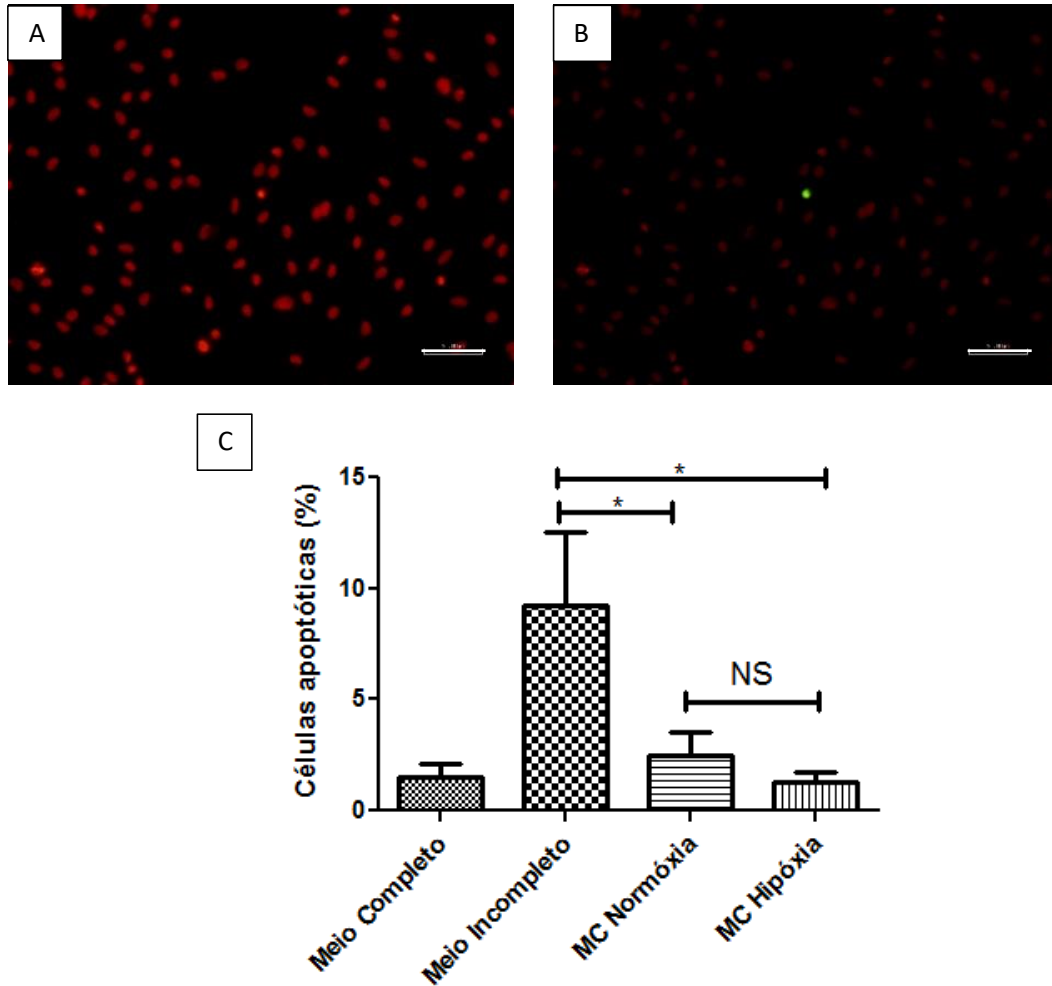 A
B
C
Células apoptóticas (%)
15
10
5
0
*
*
NS
Meio Completo
Meio Incompleto
MC Normóxia
MC Hipóxia